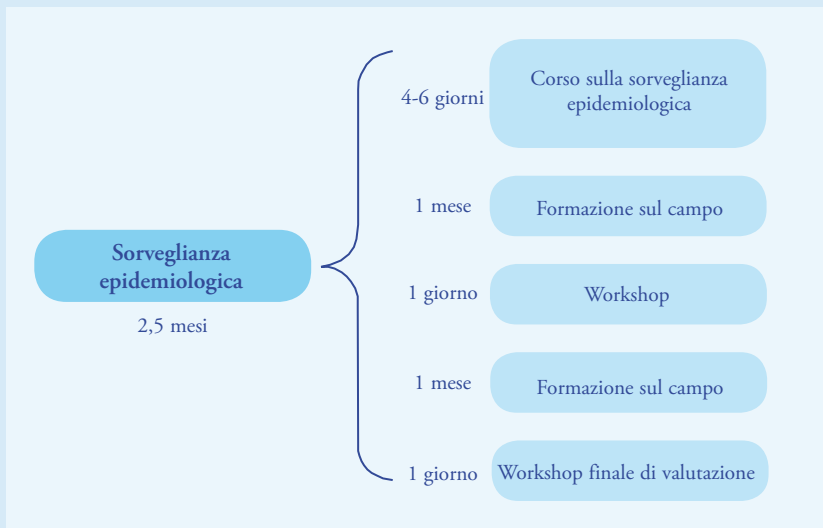 Sorveglianza
epidemiologica
2,5 mesi
4-6 giorni
Corso sulla sorveglianza
epidemiologica
1 mese
Formazione sul campo
1 giorno
Workshop
1 mese
Formazione sul campo
1 giorno
Workshop finale di valutazione